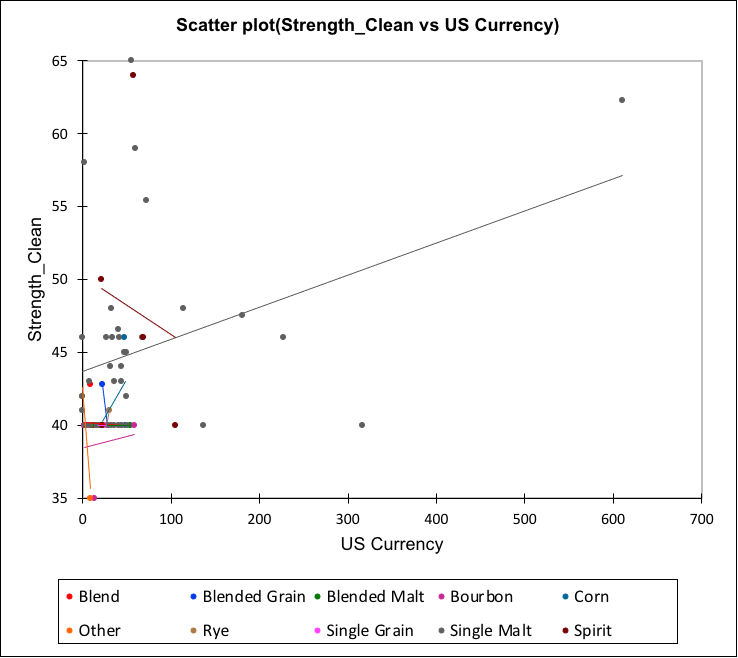 Scatter plot(Strength_Clean vs US Currency)
65
60
55
50
45
40
35
Strength_Clean
0 100 200 300 400 500 600 700
US Currency
Blend Blended Grain Blended Malt Bourbon Corn
Other Rye Single Grain Single Malt Spirit